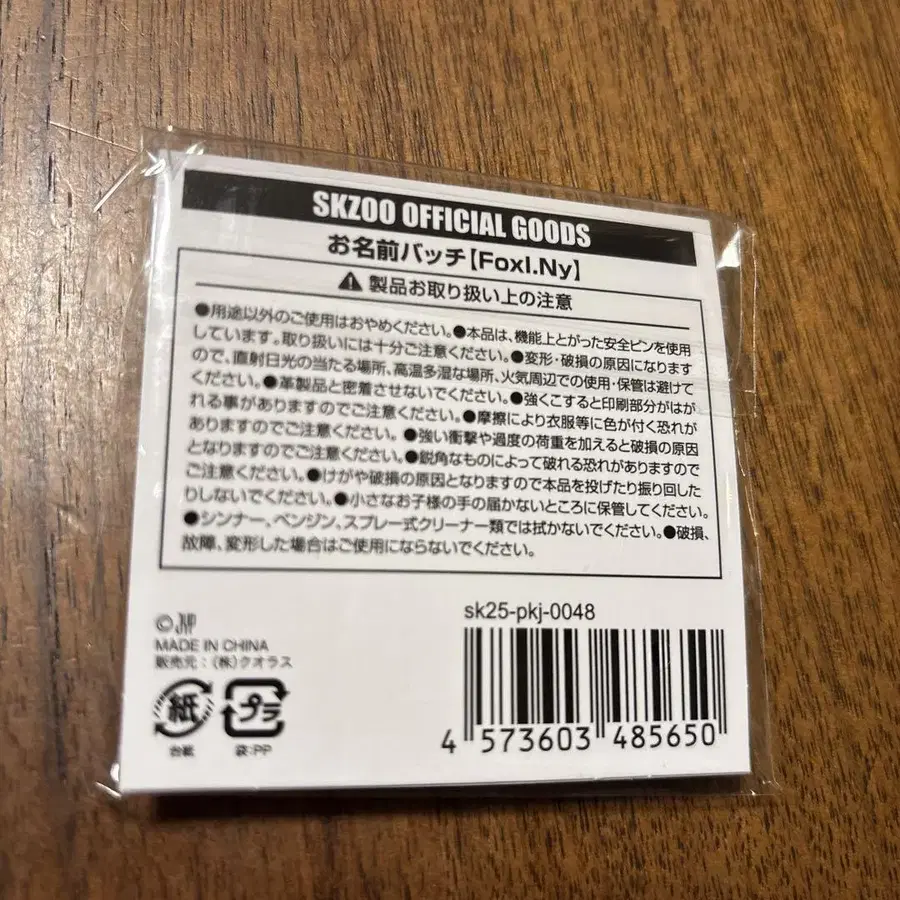 SKZOO OFFICIAL GOODS
お名前バッチ【FoxI.Ny】
製品お取り扱い上の注意
●用途以外のご使用はおやめください。●本品は、機能上とがった安全ピンを使用
しています。取り扱いには十分ご注意ください。●変形・破損の原因になります
ので、直射日光の当たる場所、高温多湿な場所、火気周辺での使用・保管は避けて
ください。●革製品と密着させないでください。●強くこすると印刷部分がはが
れる事がありますのでご注意ください。●摩擦により衣服等に色が付く恐れが
ありますのでご注意ください。●強い衝撃や過度の荷重を加えると破損の原因
となりますのでご注意ください。●鋭角なものによって破れる恐れがありますので
ご注意ください。●けがや破損の原因となりますので本品を投げたり振り回した
りしないでください。●小さなお子様の手の届かないところに保管してください。
●シンナー、ベンジン、スプレー式クリーナー類では拭かないでください。●破損、
故障、変形した場合はご使用にならないでください。
sk25-pkj-0048
©JYP
MADE IN CHINA
販売元：(株)クオラス
紙 プラ
台紙 袋:PP
4 573603 485650